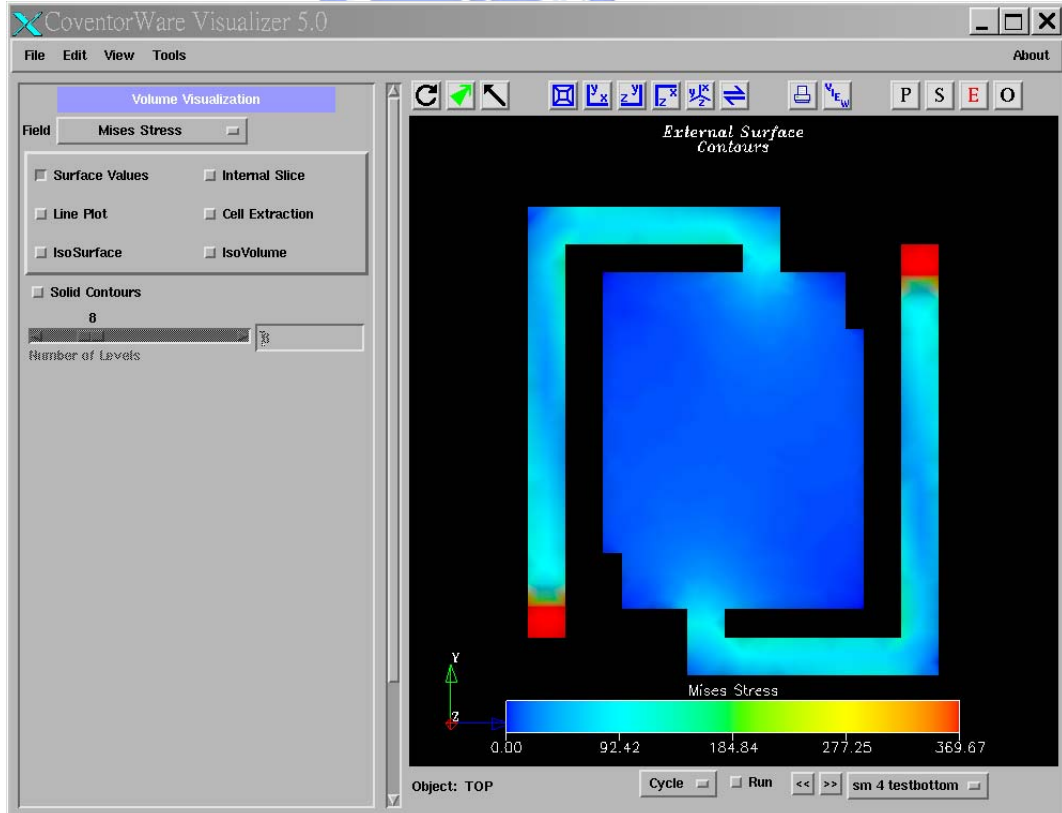 CoventorWare Visualizer 5.0
File Edit View Tools About
Volume Visualization
Field Mises Stress
Surface Values Internal Slice
Line Plot Cell Extraction
IsoSurface IsoVolume
Solid Contours
8
8
Number of Levels
y x z y z x y x z VIEW P S E O
External Surface
Contours
Y
Z
Mises Stress
0.00 92.42 184.84 277.25 369.67
Object: TOP Cycle Run << >> sm 4 testbottom